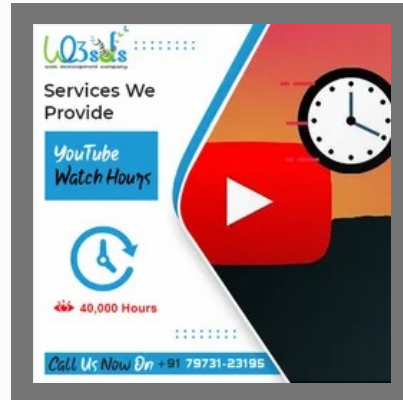 web development company
Services We
Provide
YouTube
Watch Hours
40,000 Hours
Call Us Now On +91 79731-23195